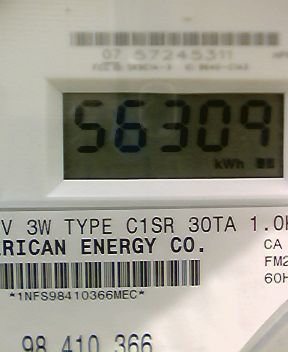 07 57245311
56309
kWh
V 3W TYPE C1SR 30TA 1.0
RICAN ENERGY CO.
CA
FM2
60H
*1NFS98410366MEC*
98 410 366